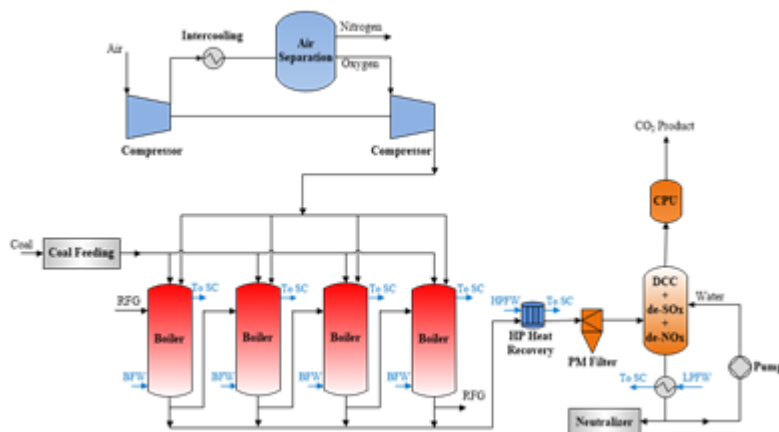 Nitrogen
Intercooling
Air
Air
Separation
Oxygen
Compressor
Compressor
CO₂ Product
CPU
Coal
Coal Feeding
To SC
To SC
To SC
To SC
RFG
Boiler
Boiler
Boiler
Boiler
BFW
BFW
BFW
BFW
RFG
HPFW
To SC
HP Heat
Recovery
PM Filter
DCC
+
de-SOx
+
de-NOx
Water
Pump
To SC
LPFW
Neutralizer